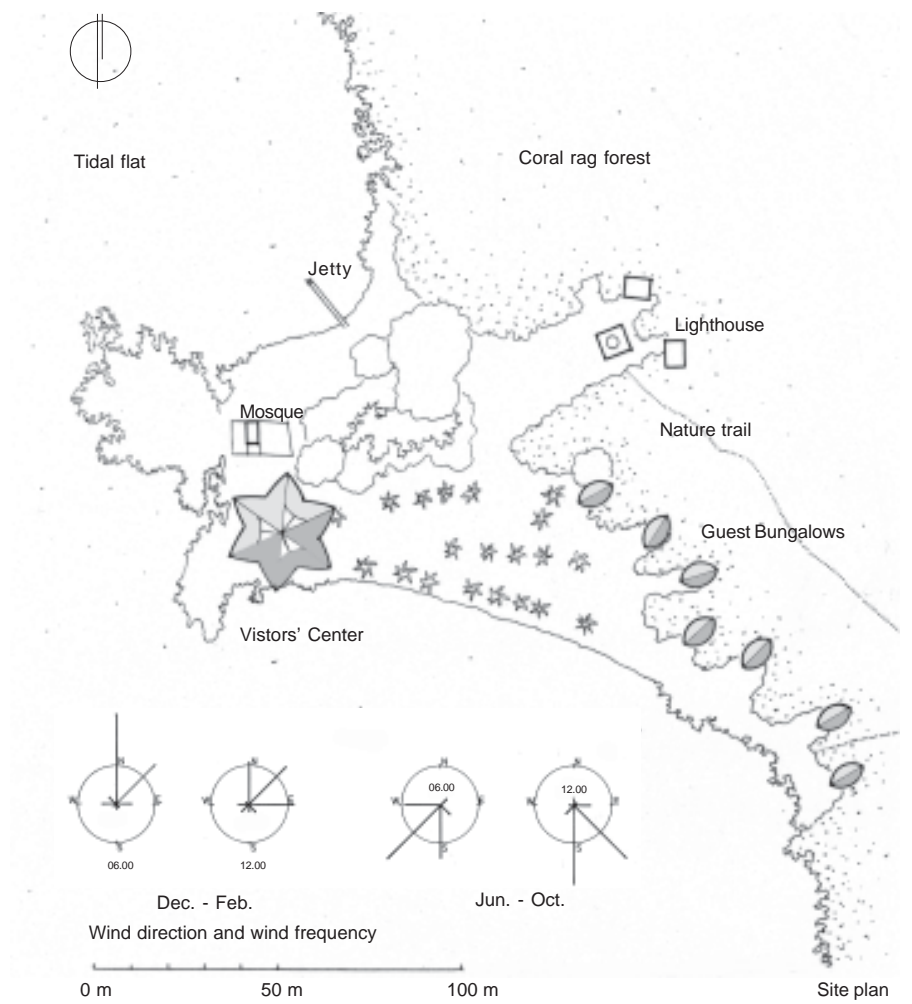 Tidal flat
Coral rag forest
Jetty
Lighthouse
Mosque
Nature trail
Guest Bungalows
Vistors' Center
N
N
N
N
W
E
W
E
W
06.00
E
W
12.00
E
S
S
S
S
06.00
12.00
Dec. - Feb.
Jun. - Oct.
Wind direction and wind frequency
0 m
50 m
100 m
Site plan